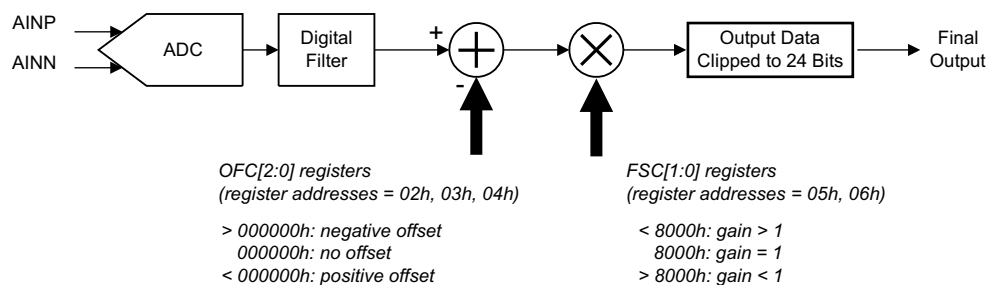 AINP
AINN
ADC
Digital
Filter
+
-
Output Data
Clipped to 24 Bits
Final
Output
OFC[2:0] registers
(register addresses = 02h, 03h, 04h)
> 000000h: negative offset
000000h: no offset
< 000000h: positive offset
FSC[1:0] registers
(register addresses = 05h, 06h)
< 8000h: gain > 1
8000h: gain = 1
> 8000h: gain < 1